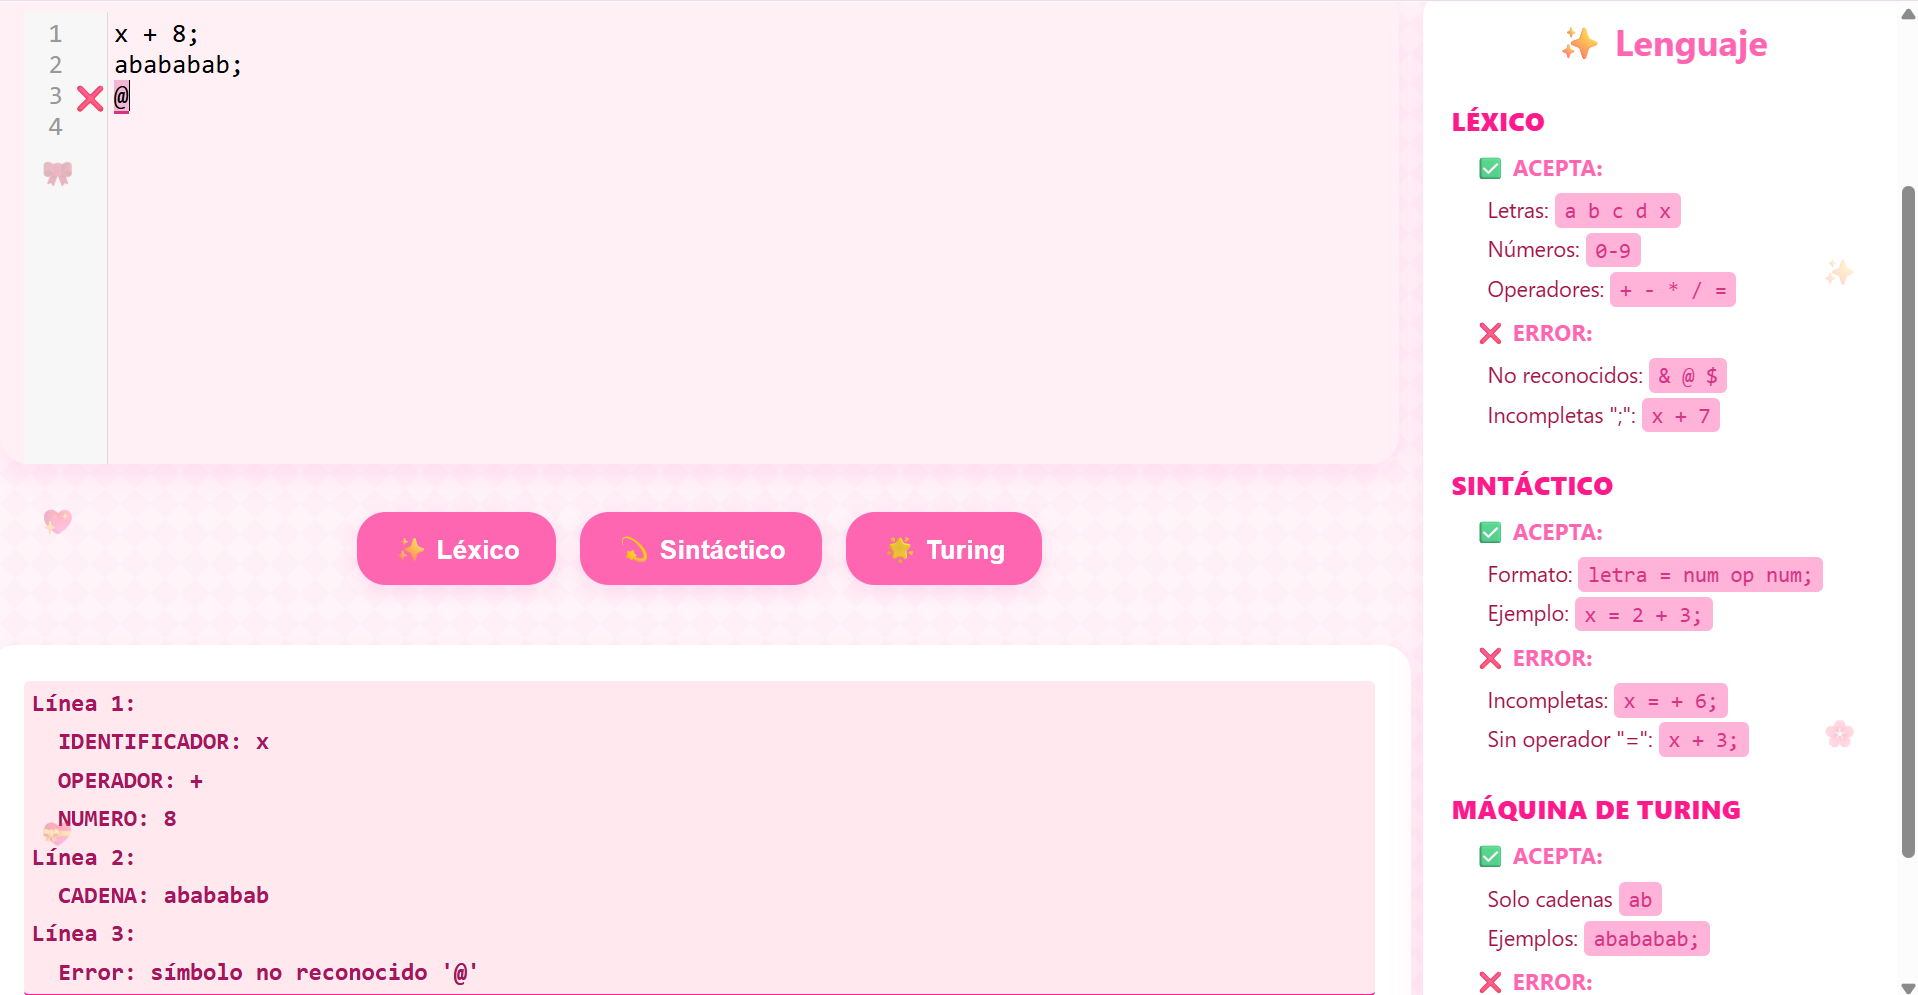 1 x + 8;
2 abababab;
3 ❌ @
4
✨ Léxico
💫 Sintáctico
🌟 Turing
Línea 1:
IDENTIFICADOR: x
OPERADOR: +
NUMERO: 8
Línea 2:
CADENA: abababab
Línea 3:
Error: símbolo no reconocido '@'
✨ Lenguaje
LÉXICO
✅ ACEPTA:
Letras: a b c d x
Números: 0-9
Operadores: + - * / =
❌ ERROR:
No reconocidos: & @ $
Incompletas ";": x + 7
SINTÁCTICO
✅ ACEPTA:
Formato: letra = num op num;
Ejemplo: x = 2 + 3;
❌ ERROR:
Incompletas: x = + 6;
Sin operador "=": x + 3;
MÁQUINA DE TURING
✅ ACEPTA:
Solo cadenas ab
Ejemplos: abababab;
❌ ERROR: